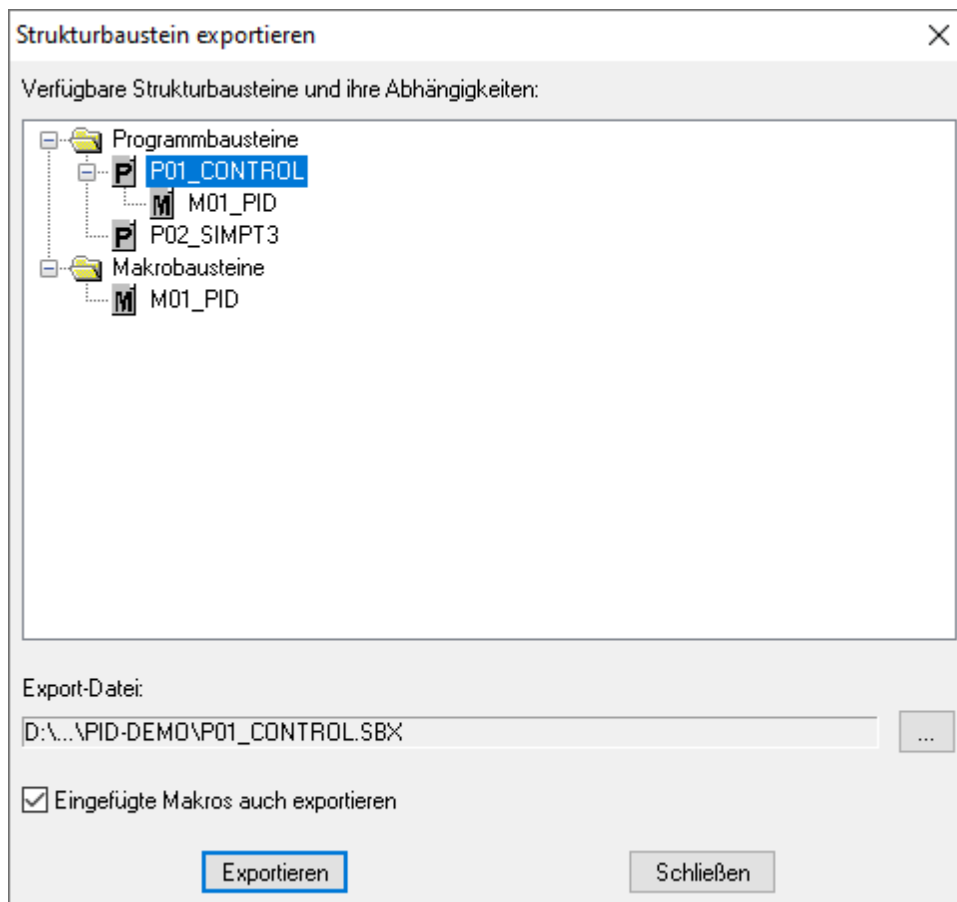 Strukturbaustein exportieren
Verfügbare Strukturbausteine und ihre Abhängigkeiten:
Programmbausteine
P P01_CONTROL
M M01_PID
P P02_SIMPT3
Makrobausteine
M M01_PID
Export-Datei:
D:\...\PID-DEMO\P01_CONTROL.SBX
...
Eingefügte Makros auch exportieren
Exportieren Schließen